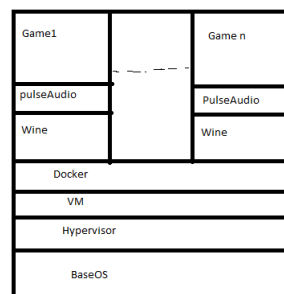 Game1
Game n
pulseAudio
PulseAudio
Wine
Wine
Docker
VM
Hypervisor
BaseOS